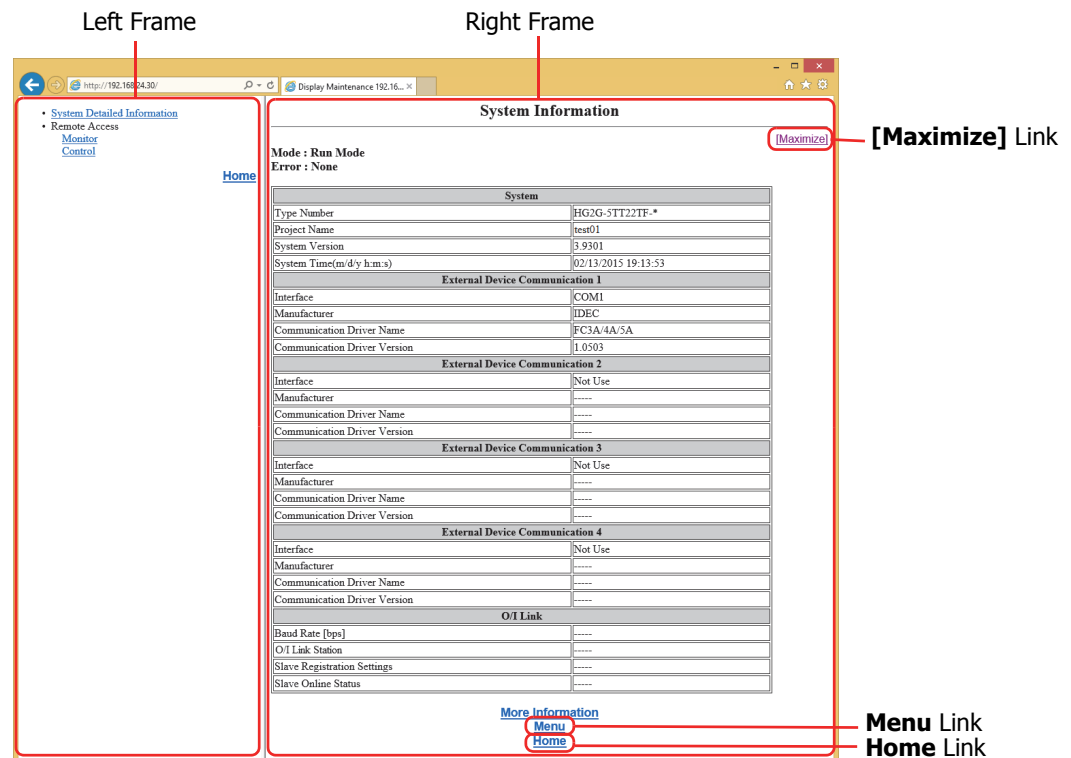 Left Frame
Right Frame
http://192.168.24.30/
Display Maintenance 192.16...
• System Detailed Information
• Remote Access
Monitor
Control
Home
System Information
[Maximize]
[Maximize] Link
Mode : Run Mode
Error : None
System
Type Number HG2G-5TT22TF-*
Project Name test01
System Version 3.9301
System Time(m/d/y h:m:s) 02/13/2015 19:13:53
External Device Communication 1
Interface COM1
Manufacturer IDEC
Communication Driver Name FC3A/4A/5A
Communication Driver Version 1.0503
External Device Communication 2
Interface Not Use
Manufacturer -----
Communication Driver Name -----
Communication Driver Version -----
External Device Communication 3
Interface Not Use
Manufacturer -----
Communication Driver Name -----
Communication Driver Version -----
External Device Communication 4
Interface Not Use
Manufacturer -----
Communication Driver Name -----
Communication Driver Version -----
O/I Link
Baud Rate [bps] -----
O/I Link Station -----
Slave Registration Settings -----
Slave Online Status -----
More Information
Menu
Home
Menu Link
Home Link